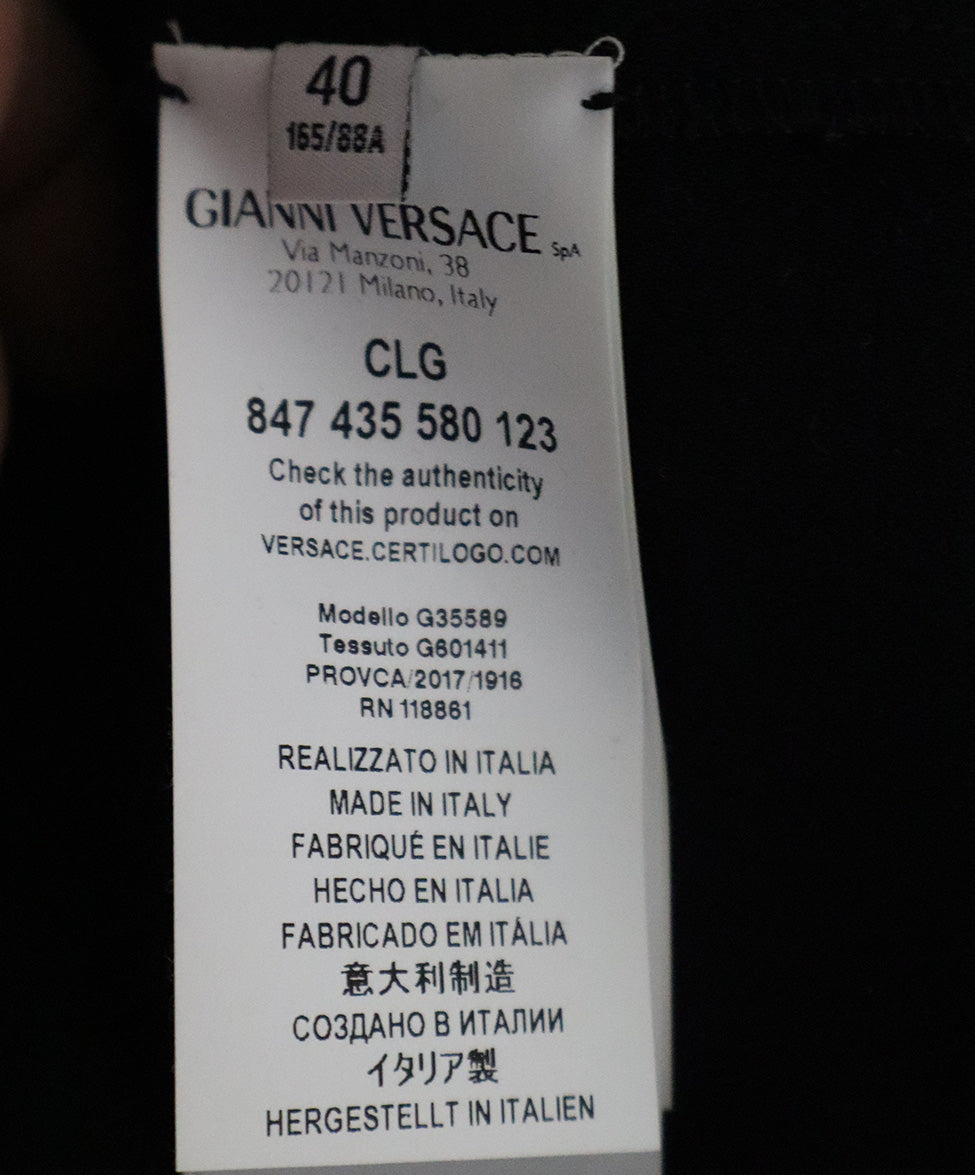 40
165/88A
GIANNI VERSACE SpA
Via Manzoni, 38
20121 Milano, Italy
CLG
847 435 580 123
Check the authenticity
of this product on
VERSACE.CERTILOGO.COM
Modello G35589
Tessuto G601411
PROVCA/2017/1916
RN 118861
REALIZZATO IN ITALIA
MADE IN ITALY
FABRIQUÉ EN ITALIE
HECHO EN ITALIA
FABRICADO EM ITÁLIA
意大利制造
СОЗДАНО В ИТАЛИИ
イタリア製
HERGESTELLT IN ITALIEN